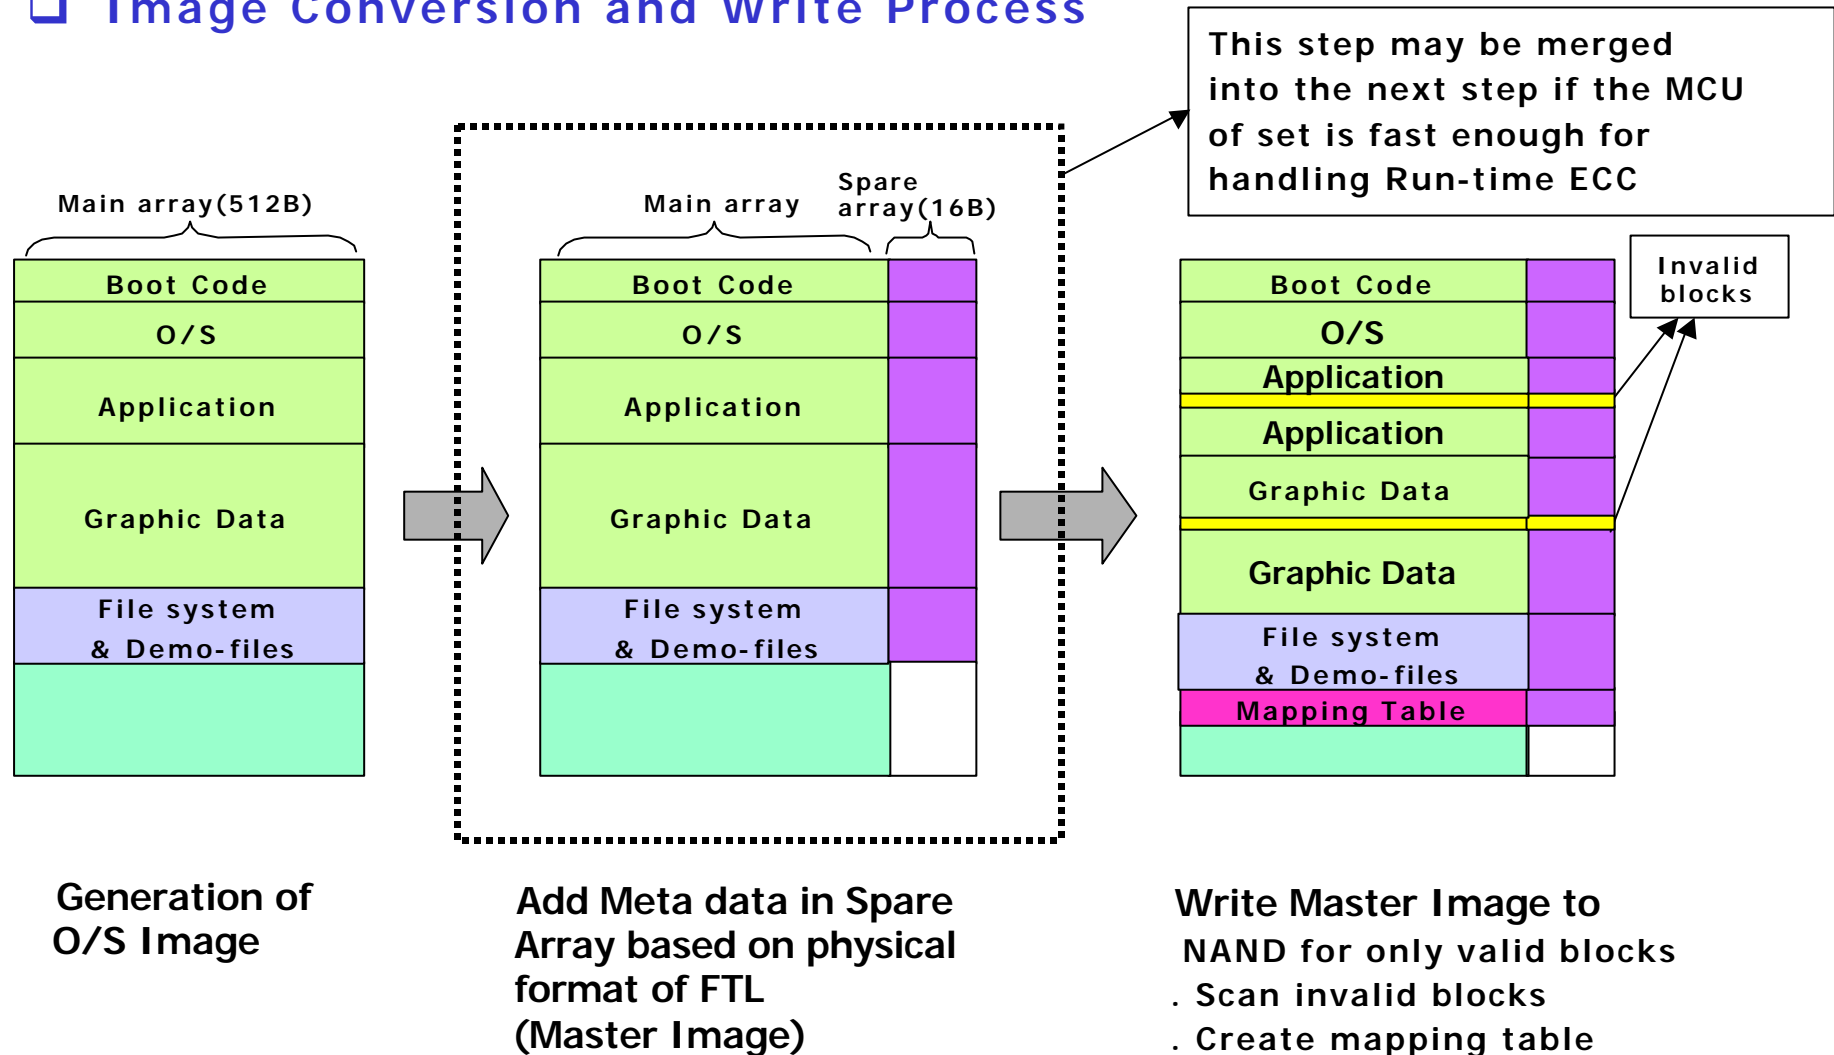 Image Conversion and Write Process
This step may be merged
into the next step if the MCU
of set is fast enough for
handling Run-time ECC
Main array(512B)
Boot Code
O/S
Application
Graphic Data
File system
& Demo-files
Main array
Spare
array(16B)
Boot Code
O/S
Application
Graphic Data
File system
& Demo-files
Invalid
blocks
Boot Code
O/S
Application
Application
Graphic Data
Graphic Data
File system
& Demo-files
Mapping Table
Generation of
O/S Image
Add Meta data in Spare
Array based on physical
format of FTL
(Master Image)
Write Master Image to
NAND for only valid blocks
. Scan invalid blocks
. Create mapping table